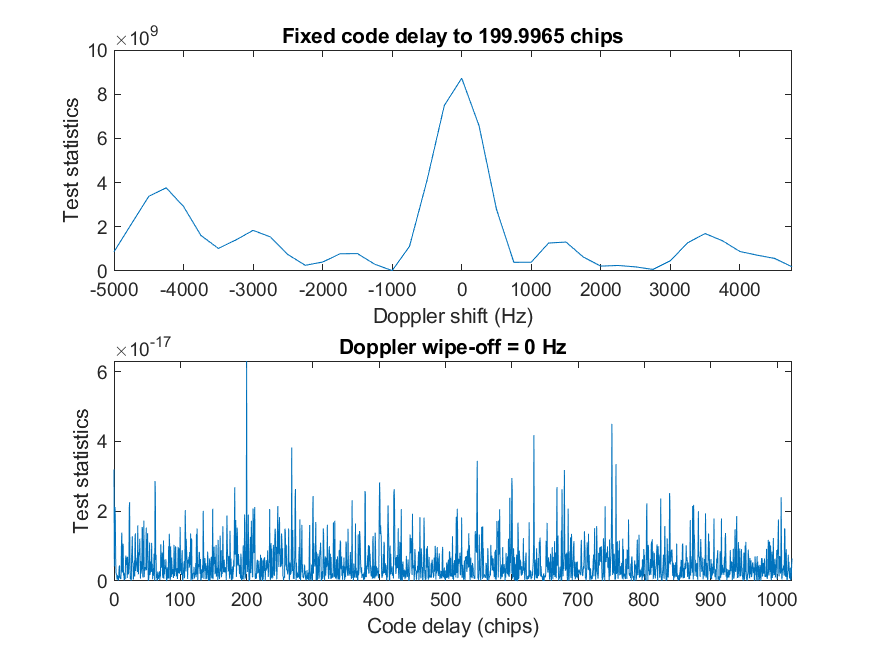 ×10^9
Fixed code delay to 199.9965 chips
10
8
6
4
2
0
Test statistics
-5000 -4000 -3000 -2000 -1000 0 1000 2000 3000 4000
Doppler shift (Hz)
×10^-17
Doppler wipe-off = 0 Hz
6
4
2
0
Test statistics
0 100 200 300 400 500 600 700 800 900 1000
Code delay (chips)